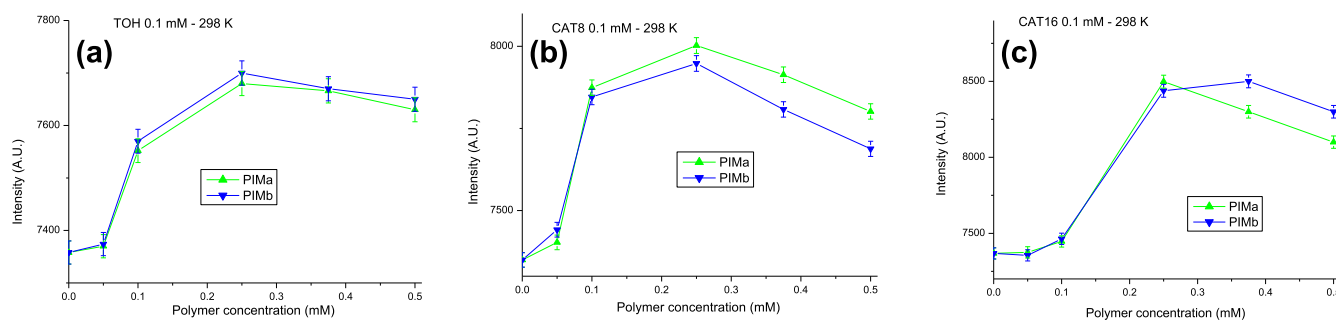 (a)
TOH 0.1 mM - 298 K
7800
7600
7400
Intensity (A.U.)
PIMa
PIMb
0.0 0.1 0.2 0.3 0.4 0.5
Polymer concentration (mM)
(b)
CAT8 0.1 mM - 298 K
8000
7500
Intensity (A.U.)
PIMa
PIMb
0.0 0.1 0.2 0.3 0.4 0.5
Polymer concentration (mM)
(c)
CAT16 0.1 mM - 298 K
8500
8000
7500
Intensity (A.U.)
PIMa
PIMb
0.0 0.1 0.2 0.3 0.4
Polymer concentration (mM)